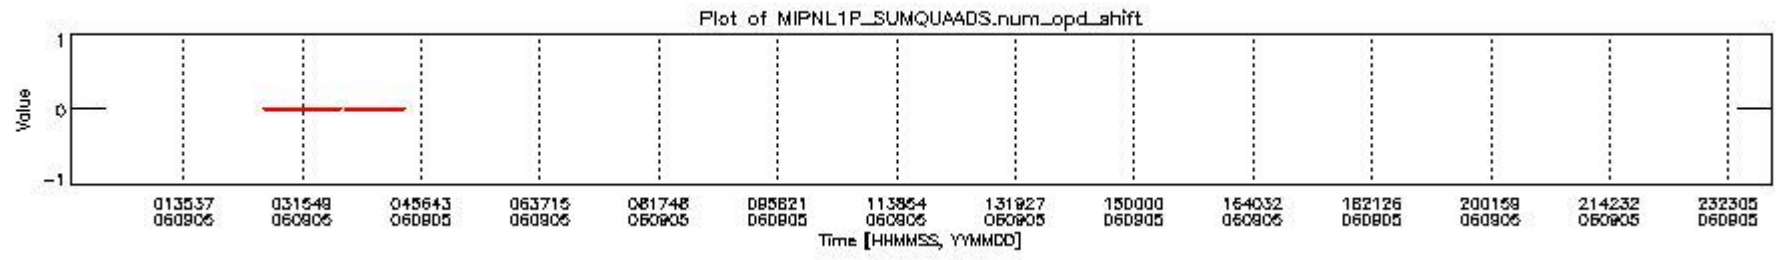 Plot of MIPNL1P_SUMQUAADS.num_opd_shift
1
Value
0
-1
013537 031549 045643 063715 081748 095821 113854 131927 150000 164032 182126 200159 214232 232305
060905 060905 060905 060905 060905 060905 060905 060905 060905 060905 060905 060905 060905 060905
Time [HHMMSS, YYMMDD]